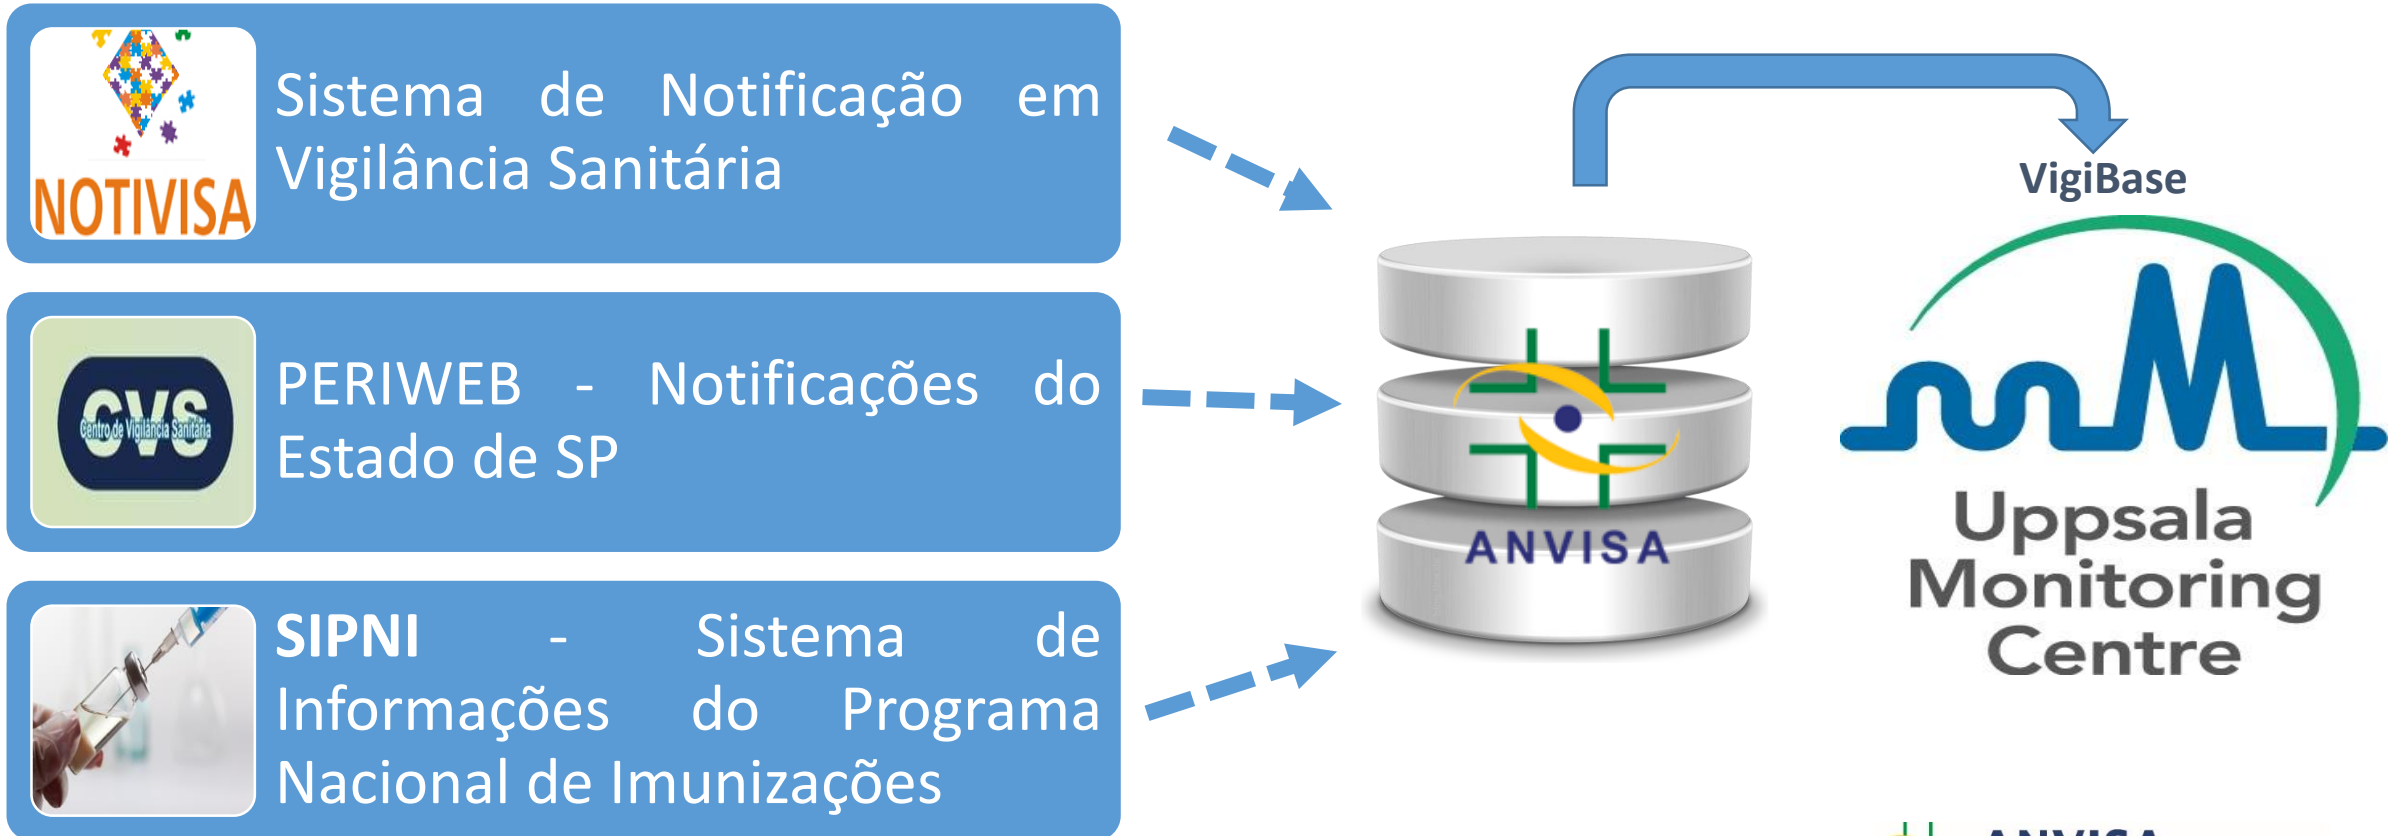 NOTIVISA
Sistema de Notificação em
Vigilância Sanitária
CVS
Centro de Vigilância Sanitária
PERIWEB - Notificações do
Estado de SP
SIPNI - Sistema de
Informações do Programa
Nacional de Imunizações
ANVISA
VigiBase
Uppsala
Monitoring
Centre
ANVISA